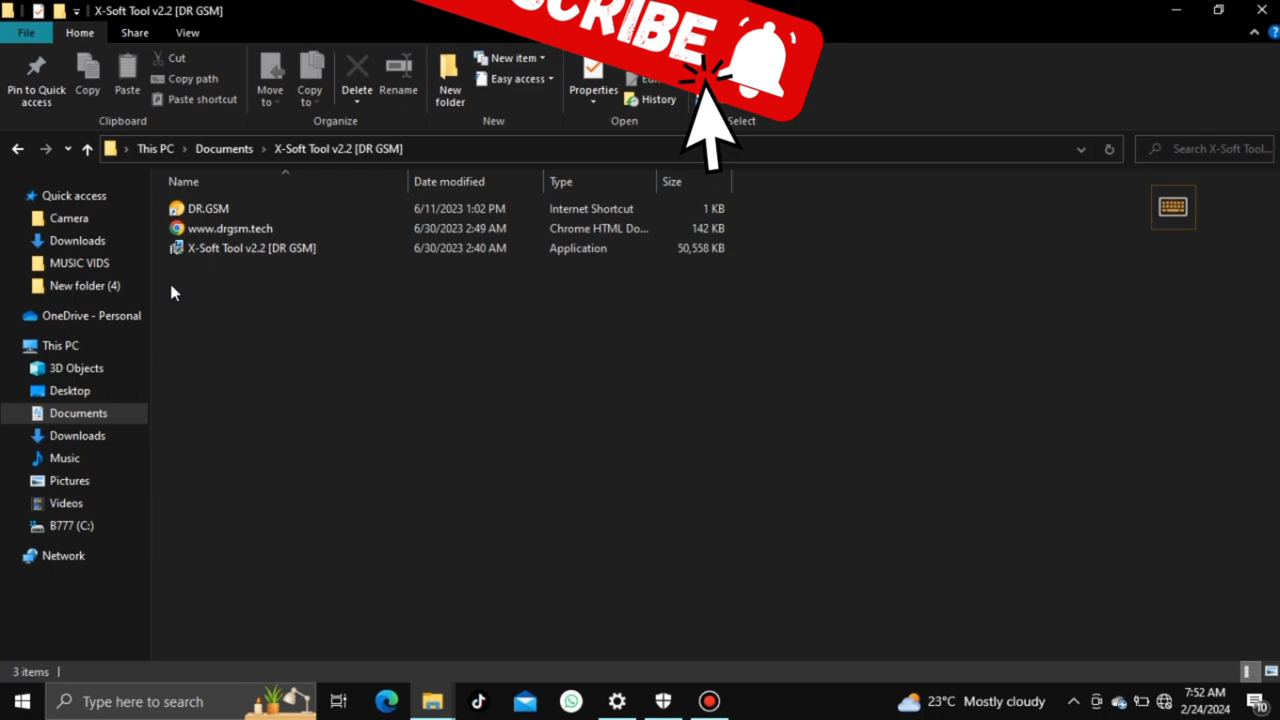 X-Soft Tool v2.2 [DR GSM]
File Home Share View
Pin to Quick access
Copy
Paste
Cut
Copy path
Paste shortcut
Clipboard
Move to
Copy to
Delete
Rename
Organize
New folder
New item
Easy access
New
Properties
History
Open
Select
This PC Documents X-Soft Tool v2.2 [DR GSM]
Search X-Soft Tool...
Name Date modified Type Size
DR.GSM 6/11/2023 1:02 PM Internet Shortcut 1 KB
www.drgsm.tech 6/30/2023 2:49 AM Chrome HTML Do... 142 KB
X-Soft Tool v2.2 [DR GSM] 6/30/2023 2:40 AM Application 50,558 KB
Quick access
Camera
Downloads
MUSIC VIDS
New folder (4)
OneDrive - Personal
This PC
3D Objects
Desktop
Documents
Downloads
Music
Pictures
Videos
B777 (C:)
Network
3 items
Type here to search
23°C Mostly cloudy
7:52 AM
2/24/2024
10